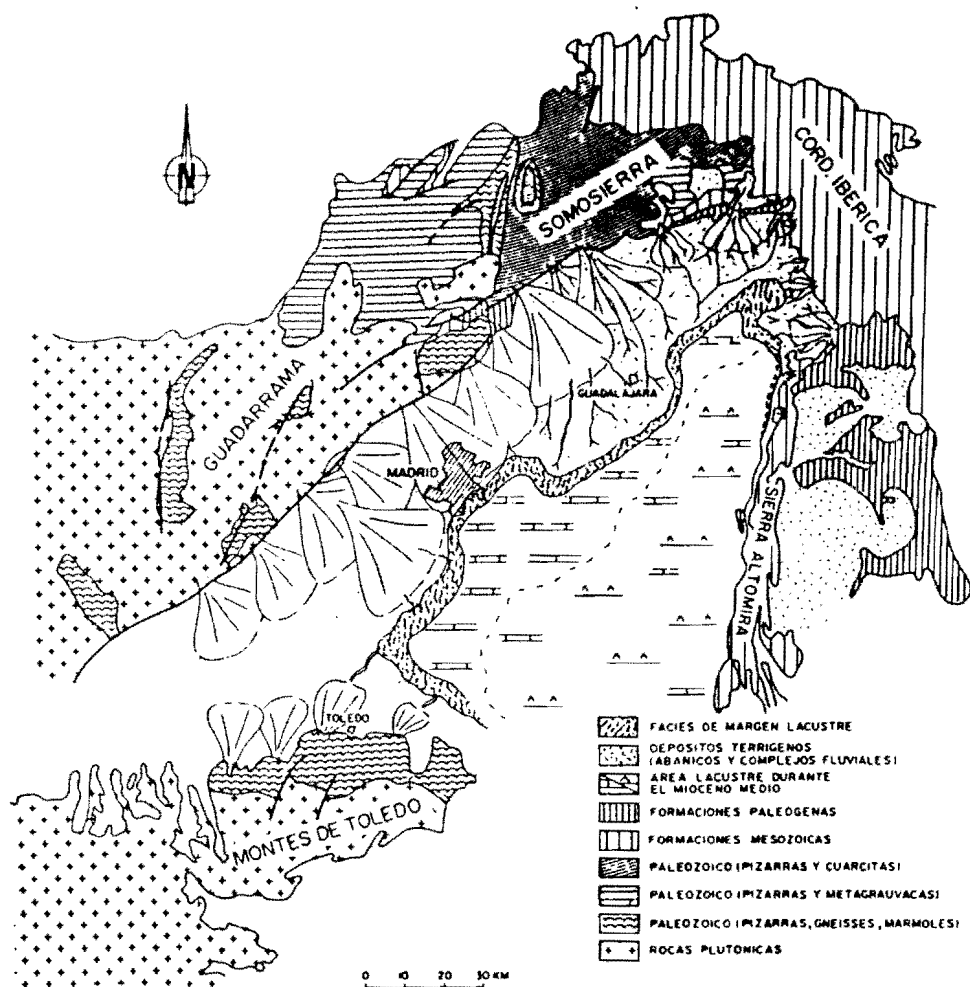 N
CORD. IBERICA
SOMOSIERRA
GUADARRAMA
GUADALAJARA
MADRID
SIERRA ALTOMIRA
TOLEDO
MONTES DE TOLEDO
FACIES DE MARGEN LACUSTRE
DEPOSITOS TERRIGENOS
(ABANICOS Y COMPLEJOS FLUVIALES)
AREA LACUSTRE DURANTE
EL MIOCENO MEDIO
FORMACIONES PALEOGENAS
FORMACIONES MESOZOICAS
PALEOZOICO (PIZARRAS Y CUARCITAS)
PALEOZOICO (PIZARRAS Y METAGRAUVACAS)
PALEOZOICO (PIZARRAS, GNEISSES, MARMOLES)
ROCAS PLUTONICAS
0 10 20 30 KM